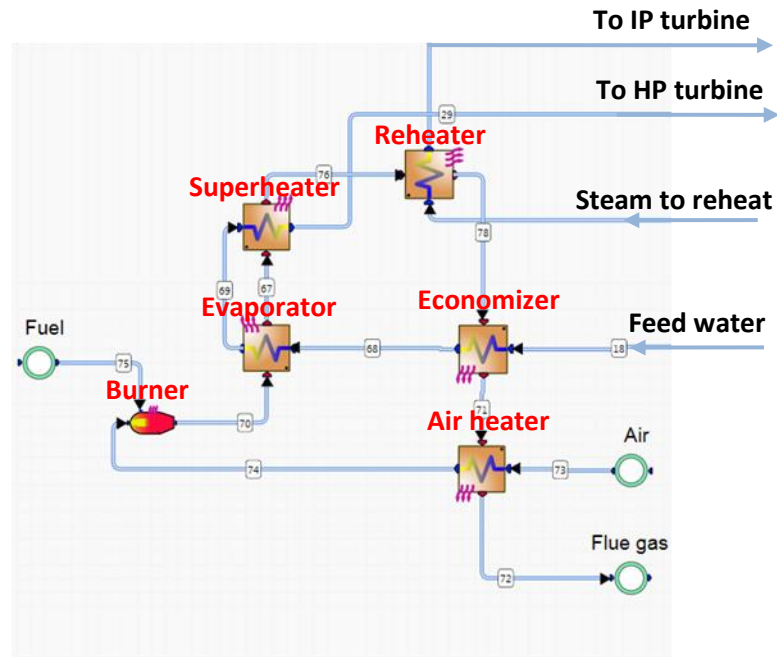 To IP turbine
To HP turbine
29
Reheater
76
Superheater
Steam to reheat
78
69
67
Evaporator
Economizer
Fuel
Feed water
68
18
75
Burner
70
71
Air heater
Air
74
73
Flue gas
72